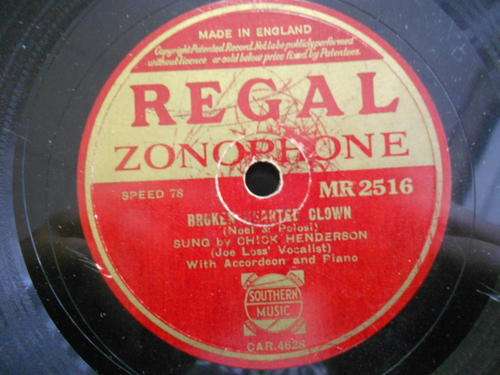 MADE IN ENGLAND
Copyright Patented Record. Not to be publicly performed
without licence or sold below price fixed by Patentees.
REGAL
ZONOPHONE
SPEED 78
MR 2516
BROKEN CLOWN
(Noel & Pelosi)
SUNG by CHICK HENDERSON
(Joe Loss' Vocalist)
With Accordeon and Piano
SOUTHERN
MUSIC
CAR.4628